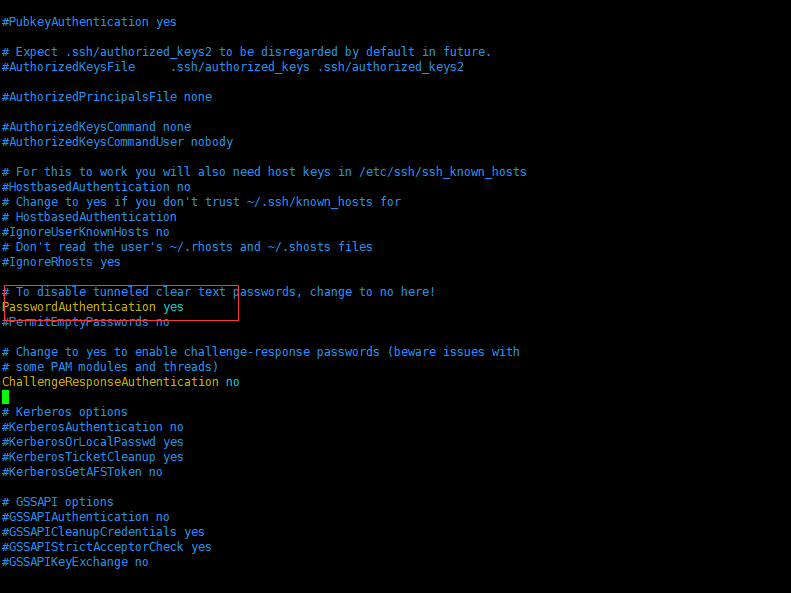 #PubkeyAuthentication yes
# Expect .ssh/authorized_keys2 to be disregarded by default in future.
#AuthorizedKeysFile     .ssh/authorized_keys .ssh/authorized_keys2
#AuthorizedPrincipalsFile none
#AuthorizedKeysCommand none
#AuthorizedKeysCommandUser nobody
# For this to work you will also need host keys in /etc/ssh/ssh_known_hosts
#HostbasedAuthentication no
# Change to yes if you don't trust ~/.ssh/known_hosts for
# HostbasedAuthentication
#IgnoreUserKnownHosts no
# Don't read the user's ~/.rhosts and ~/.shosts files
#IgnoreRhosts yes
# To disable tunneled clear text passwords, change to no here!
PasswordAuthentication yes
#PermitEmptyPasswords no
# Change to yes to enable challenge-response passwords (beware issues with
# some PAM modules and threads)
ChallengeResponseAuthentication no
# Kerberos options
#KerberosAuthentication no
#KerberosOrLocalPasswd yes
#KerberosTicketCleanup yes
#KerberosGetAFSToken no
# GSSAPI options
#GSSAPIAuthentication no
#GSSAPICleanupCredentials yes
#GSSAPIStrictAcceptorCheck yes
#GSSAPIKeyExchange no